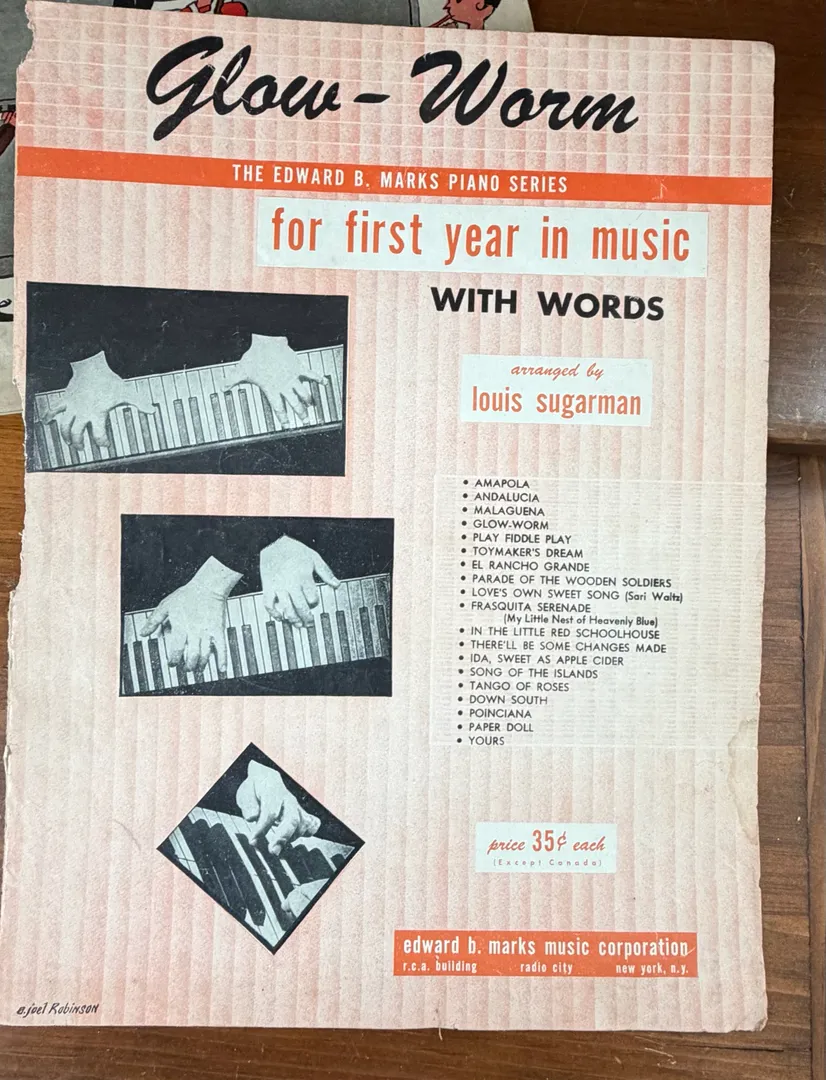 Glow-Worm
THE EDWARD B. MARKS PIANO SERIES
for first year in music
WITH WORDS
arranged by
louis sugarman
• AMAPOLA
• ANDALUCIA
• MALAGUENA
• GLOW-WORM
• PLAY FIDDLE PLAY
• TOYMAKER'S DREAM
• EL RANCHO GRANDE
• PARADE OF THE WOODEN SOLDIERS
• LOVE'S OWN SWEET SONG (Sari Waltz)
• FRASQUITA SERENADE
(My Little Nest of Heavenly Blue)
• IN THE LITTLE RED SCHOOLHOUSE
• THERE'LL BE SOME CHANGES MADE
• IDA, SWEET AS APPLE CIDER
• SONG OF THE ISLANDS
• TANGO OF ROSES
• DOWN SOUTH
• POINCIANA
• PAPER DOLL
• YOURS
price 35¢ each
(Except Canada)
edward b. marks music corporation
r.c.a. building radio city new york, n.y.
B. joel Robinson